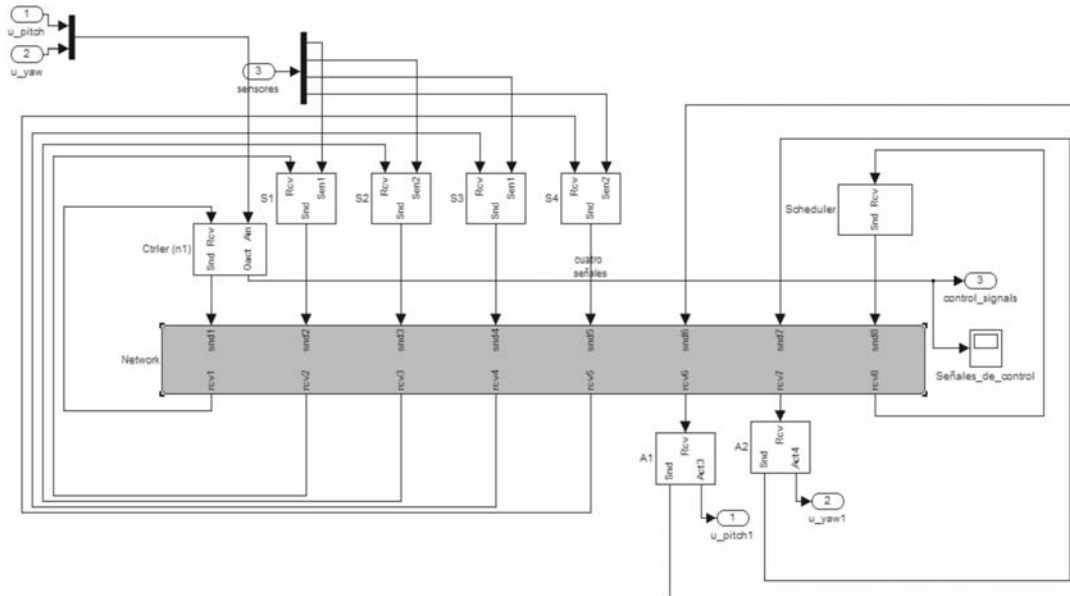 1
u_pitch
2
u_yaw
3
sensores
Rcv
Sen1
Snd
S1
Rcv
Sen2
Snd
S2
Rcv
Sen1
Snd
S3
Rcv
Sen2
Snd
S4
Scheduler
Snd Rcv
Ctrler (n1)
Snd Rcv
Oact Ain
cuatro
señales
3
control_signals
Señales_de_control
Network
snd1
snd2
snd3
snd4
snd5
snd6
snd7
snd8
rcv1
rcv2
rcv3
rcv4
rcv5
rcv6
rcv7
rcv8
A1
Rcv
Snd
Act3
A2
Rcv
Snd
Act4
1
u_pitch1
2
u_yaw1